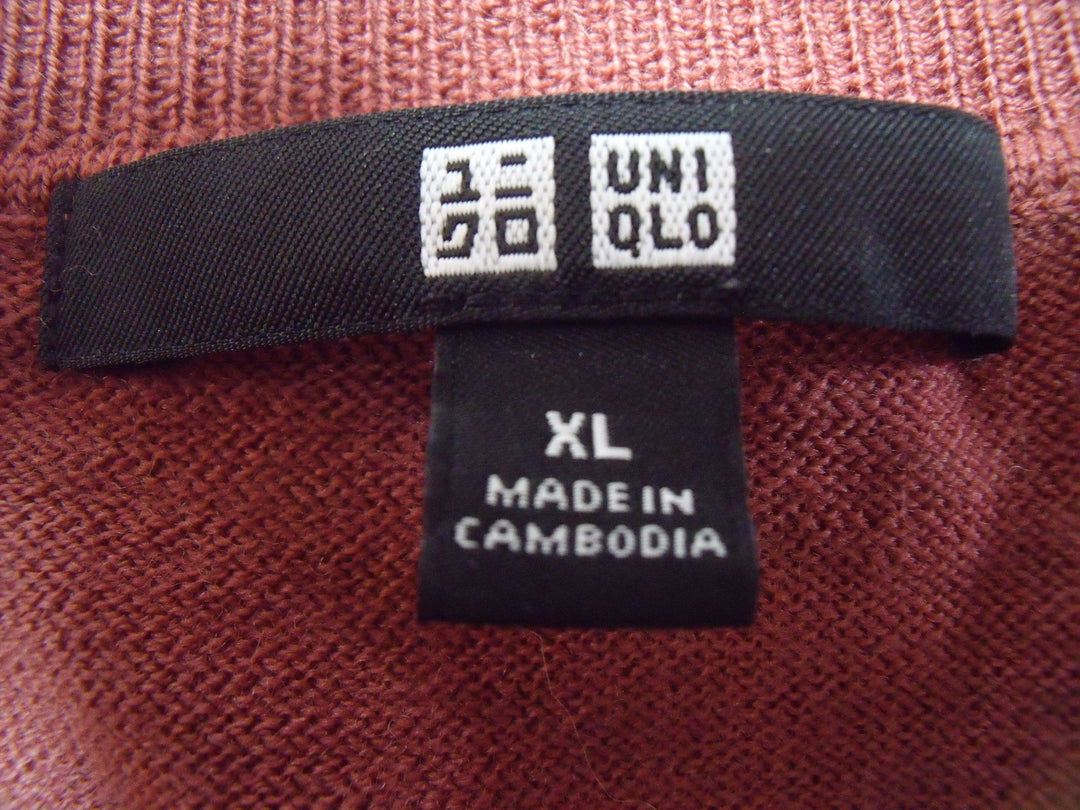 ユニ
クロ
UNI
QLO
XL
MADE IN
CAMBODIA